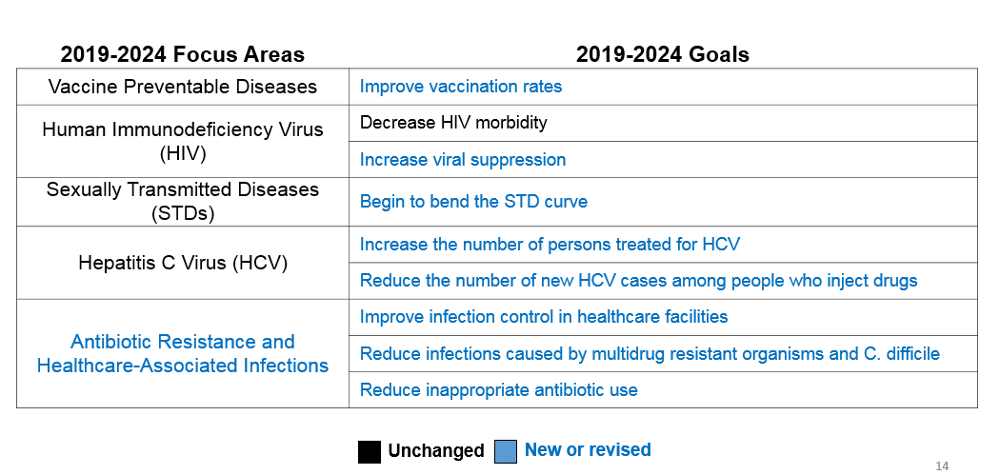 2019-2024 Focus Areas
2019-2024 Goals
Vaccine Preventable Diseases
Improve vaccination rates
Human Immunodeficiency Virus
(HIV)
Decrease HIV morbidity
Increase viral suppression
Sexually Transmitted Diseases
(STDs)
Begin to bend the STD curve
Hepatitis C Virus (HCV)
Increase the number of persons treated for HCV
Reduce the number of new HCV cases among people who inject drugs
Antibiotic Resistance and
Healthcare-Associated Infections
Improve infection control in healthcare facilities
Reduce infections caused by multidrug resistant organisms and C. difficile
Reduce inappropriate antibiotic use
Unchanged
New or revised
14